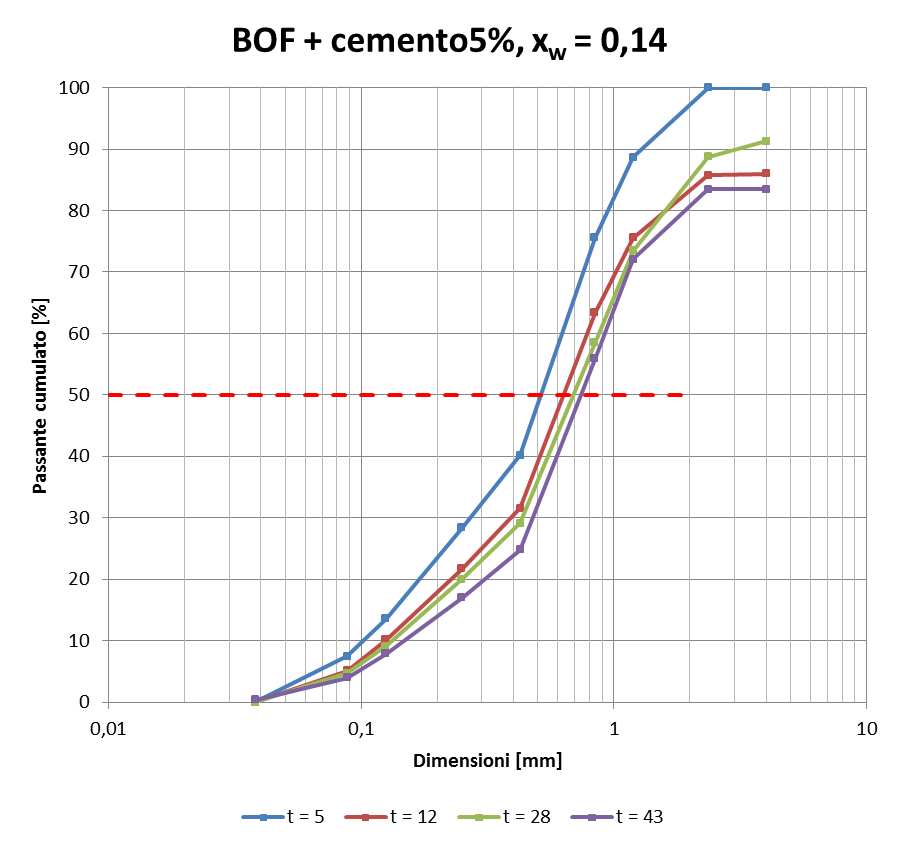 BOF + cemento5%, xw = 0,14
100
90
80
70
60
50
40
30
20
10
0
Passante cumulato [%]
0,01 0,1 1 10
Dimensioni [mm]
t = 5 t = 12 t = 28 t = 43